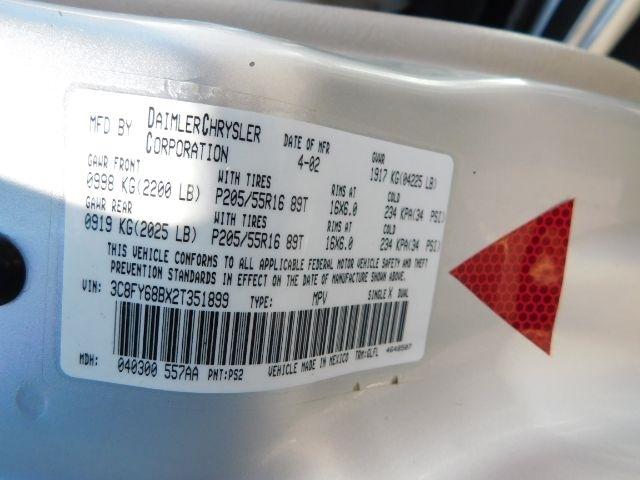 MFD BY DAIMLERCHRYSLER CORPORATION DATE OF MFR 4-02 GVWR 1917 KG(04225 LB)
GAWR FRONT WITH TIRES RIMS AT COLD
0998 KG(2200 LB) P205/55R16 89T 16X6.0 234 KPA(34 PSI)
GAWR REAR WITH TIRES RIMS AT COLD
0919 KG(2025 LB) P205/55R16 89T 16X6.0 234 KPA(34 PSI)
THIS VEHICLE CONFORMS TO ALL APPLICABLE FEDERAL MOTOR VEHICLE SAFETY AND THEFT
PREVENTION STANDARDS IN EFFECT ON THE DATE OF MANUFACTURE SHOWN ABOVE.
VIN: 3C8FY68BX2T351899 TYPE: MPV SINGLE X DUAL
MDH: 040300 557AA PNT:PS2 VEHICLE MADE IN MEXICO TRM:GLFL 4648507